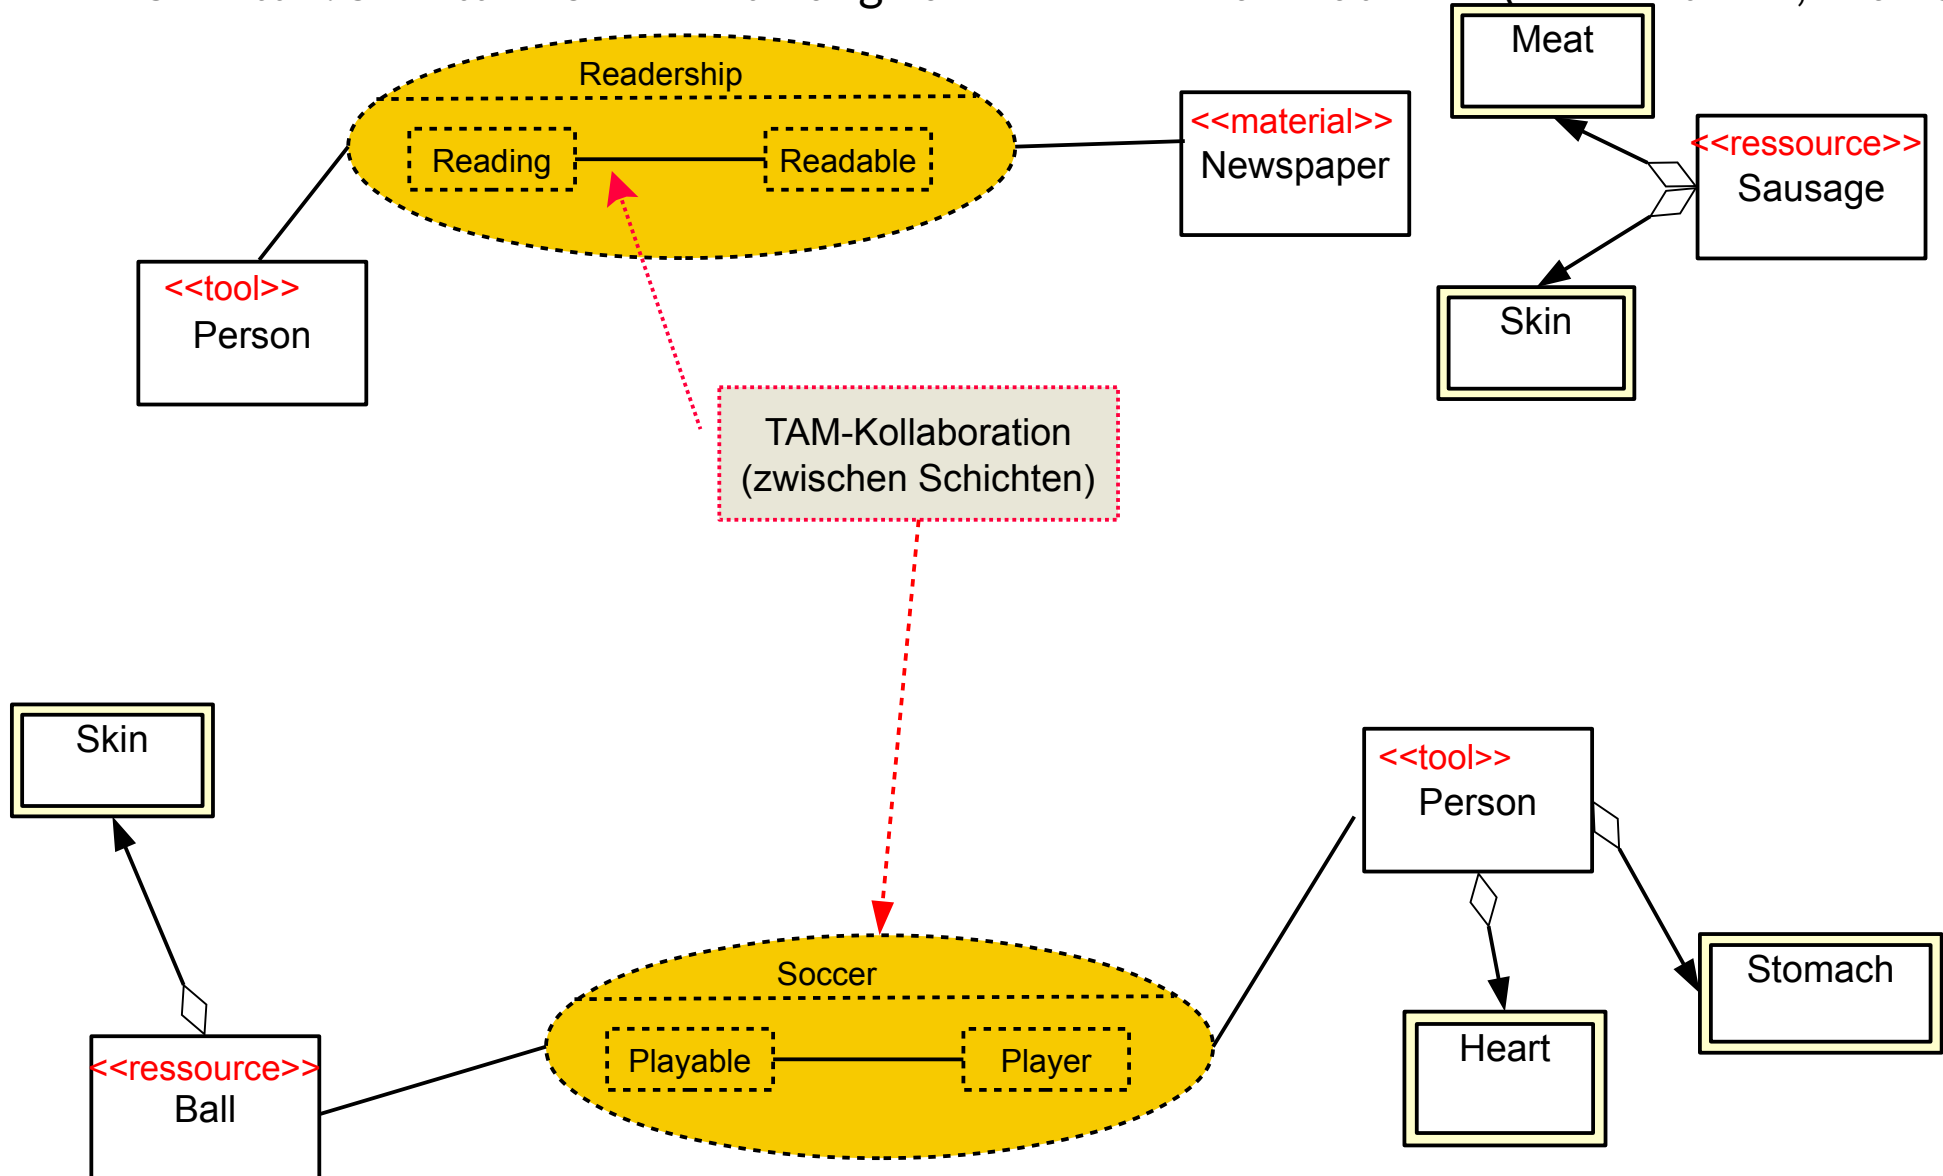 Readership
Reading
Readable
<<material>>
Newspaper
Meat
<<ressource>>
Sausage
Skin
<<tool>>
Person
TAM-Kollaboration
(zwischen Schichten)
Skin
<<tool>>
Person
Stomach
Heart
Soccer
Playable
Player
<<ressource>>
Ball